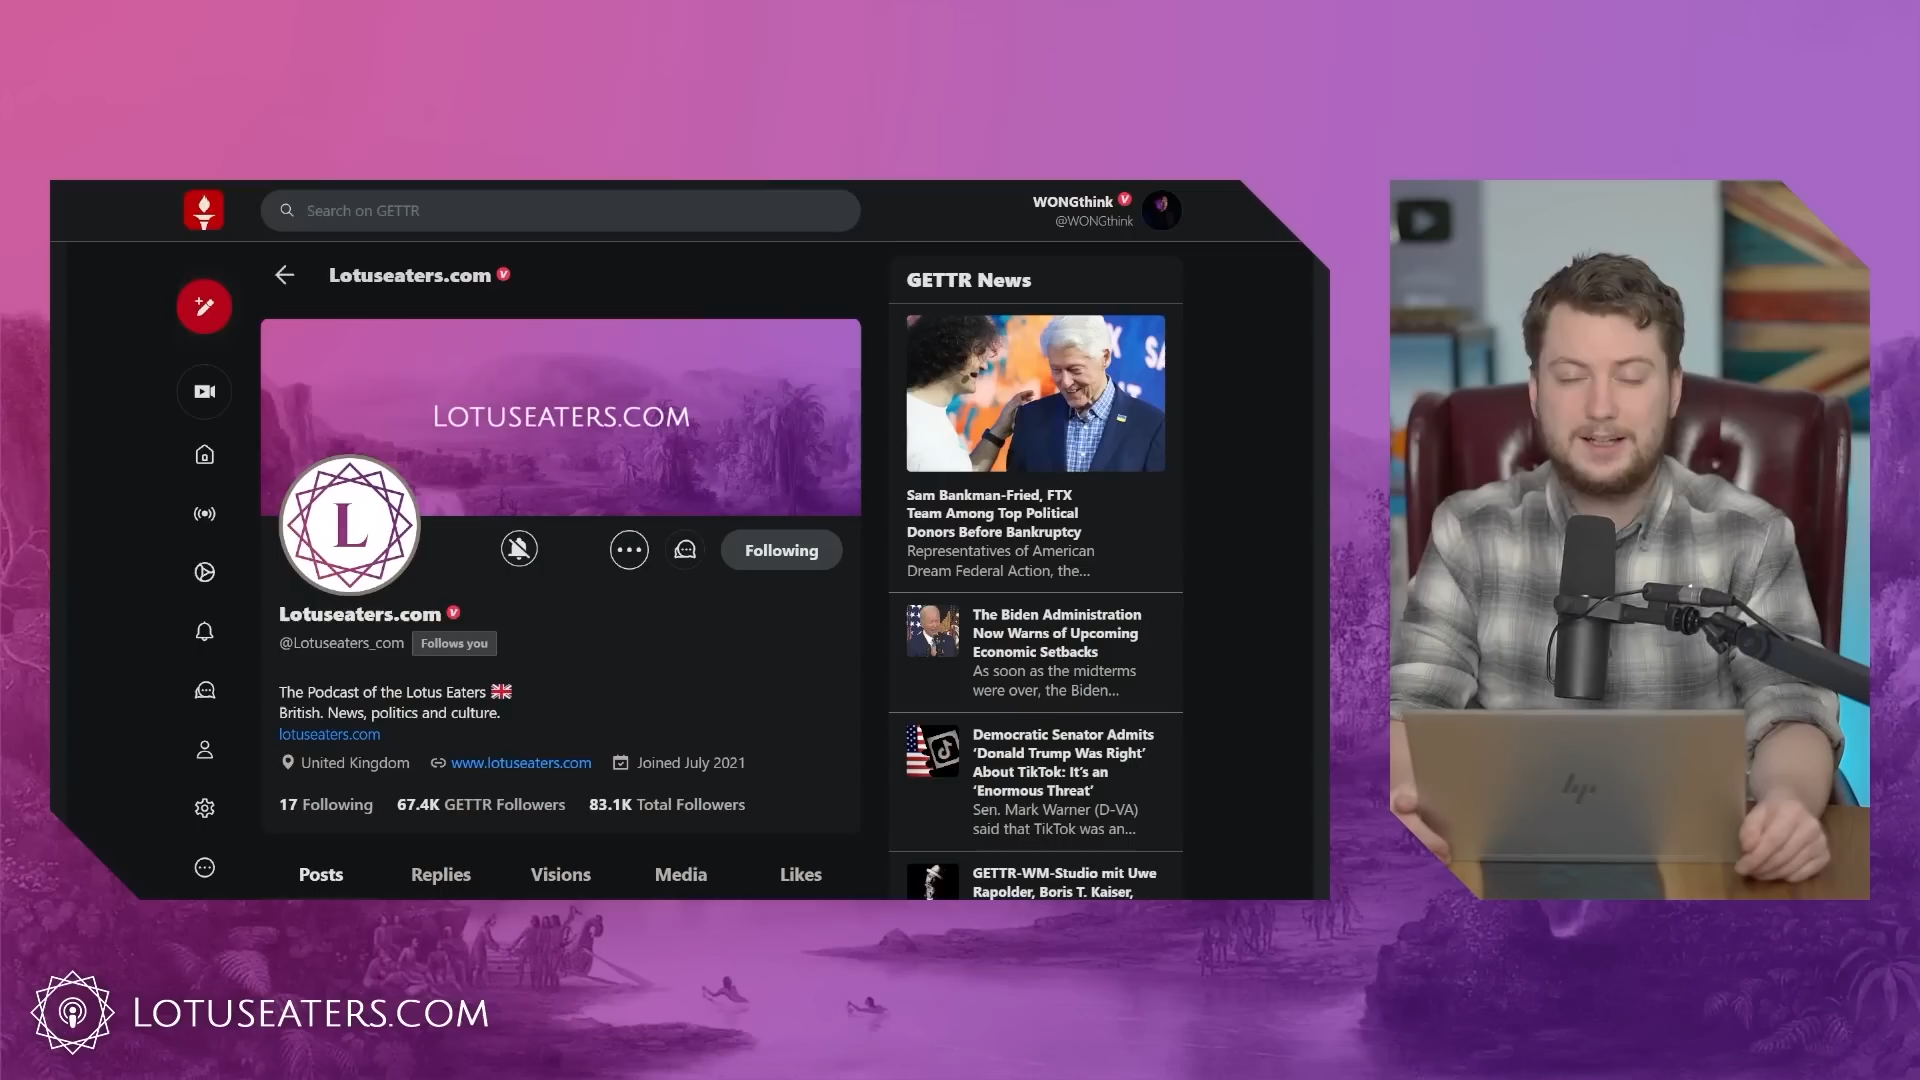 Search on GETTR
WONGthink
@WONGthink
Lotuseaters.com
LOTUSEATERS.COM
L
Following
Lotuseaters.com
@Lotuseaters_com
Follows you
The Podcast of the Lotus Eaters 🇬🇧
British. News, politics and culture.
lotuseaters.com
United Kingdom
www.lotuseaters.com
Joined July 2021
17 Following
67.4K GETTR Followers
83.1K Total Followers
Posts
Replies
Visions
Media
Likes
GETTR News
Sam Bankman-Fried, FTX
Team Among Top Political
Donors Before Bankruptcy
Representatives of American
Dream Federal Action, the...
The Biden Administration
Now Warns of Upcoming
Economic Setbacks
As soon as the midterms
were over, the Biden...
Democratic Senator Admits
‘Donald Trump Was Right’
About TikTok: It’s an
‘Enormous Threat’
Sen. Mark Warner (D-VA)
said that TikTok was an...
GETTR-WM-Studio mit Uwe
Rapolder, Boris T. Kaiser,
hp
LOTUSEATERS.COM